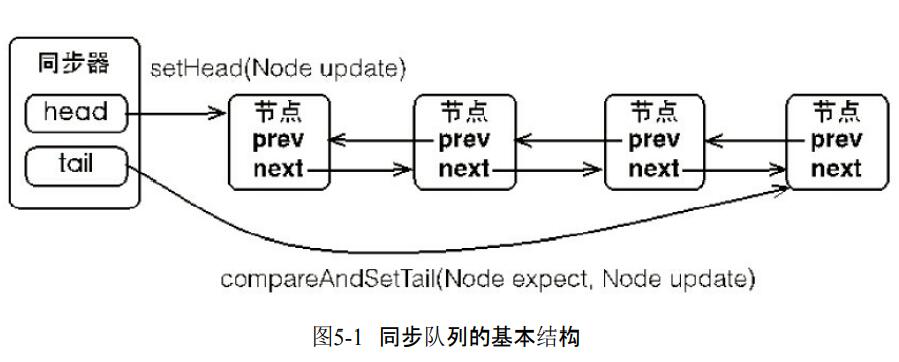 同步器
head
tail
setHead(Node update)
节点
prev
next
节点
prev
next
节点
prev
next
节点
prev
next
compareAndSetTail(Node expect, Node update)
图5-1 同步队列的基本结构